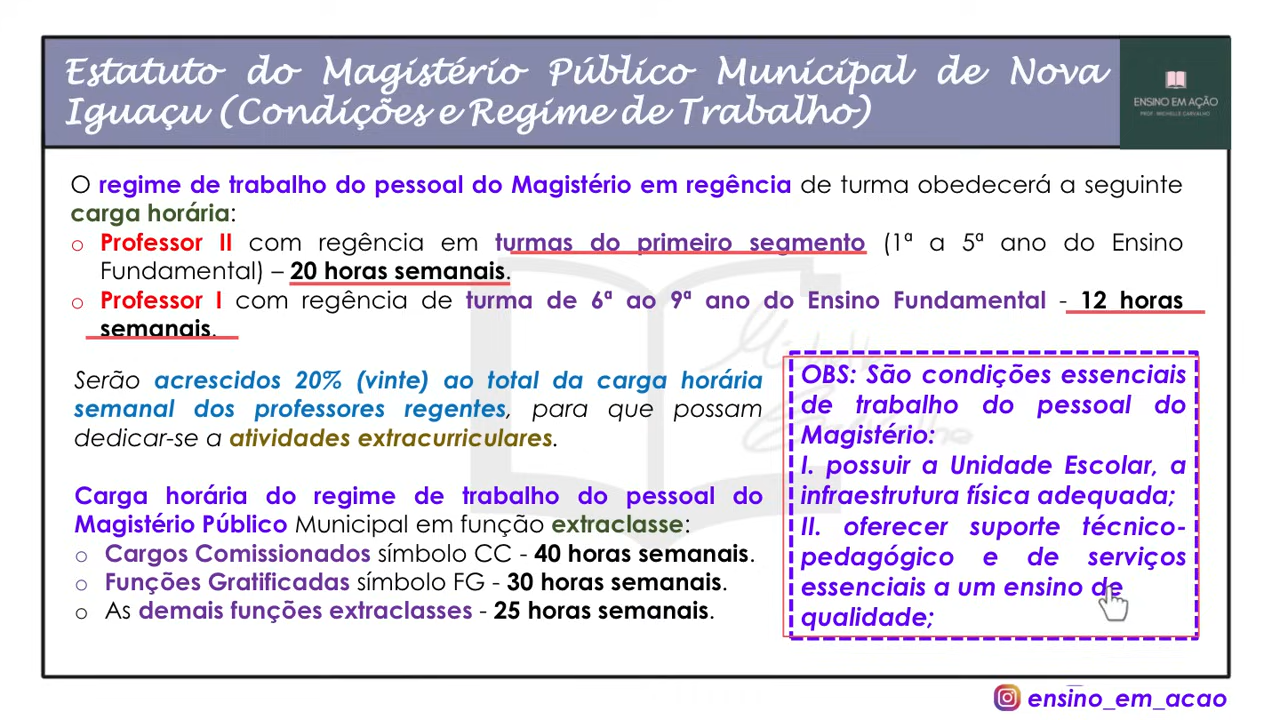 Estatuto do Magistério Público Municipal de Nova
Iguaçu (Condições e Regime de Trabalho)
ENSINO EM AÇÃO
PROF. MICHELLE CARVALHO
O regime de trabalho do pessoal do Magistério em regência de turma obedecerá a seguinte
carga horária:
o Professor II com regência em turmas do primeiro segmento (1ª a 5ª ano do Ensino
Fundamental) – 20 horas semanais.
o Professor I com regência de turma de 6ª ao 9ª ano do Ensino Fundamental - 12 horas
semanais.
Serão acrescidos 20% (vinte) ao total da carga horária
semanal dos professores regentes, para que possam
dedicar-se a atividades extracurriculares.
Carga horária do regime de trabalho do pessoal do
Magistério Público Municipal em função extraclasse:
o Cargos Comissionados símbolo CC - 40 horas semanais.
o Funções Gratificadas símbolo FG - 30 horas semanais.
o As demais funções extraclasses - 25 horas semanais.
OBS: São condições essenciais
de trabalho do pessoal do
Magistério:
I. possuir a Unidade Escolar, a
infraestrutura física adequada;
II. oferecer suporte técnico-
pedagógico e de serviços
essenciais a um ensino de
qualidade;
ensino_em_acao